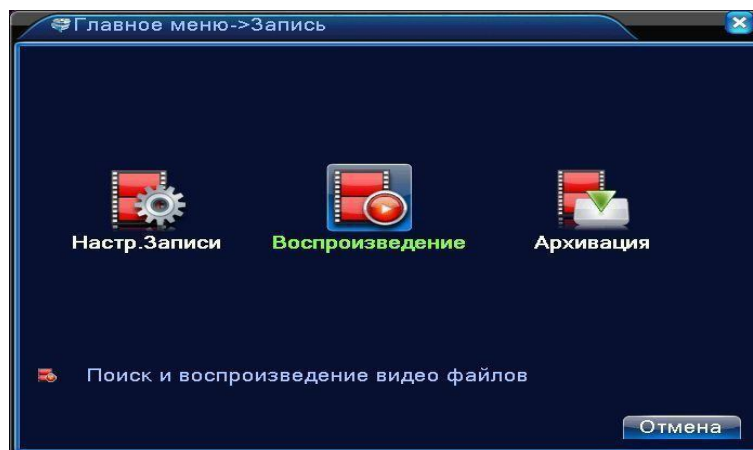 Главное меню->Запись
Настр.Записи Воспроизведение Архивация
Поиск и воспроизведение видео файлов
Отмена